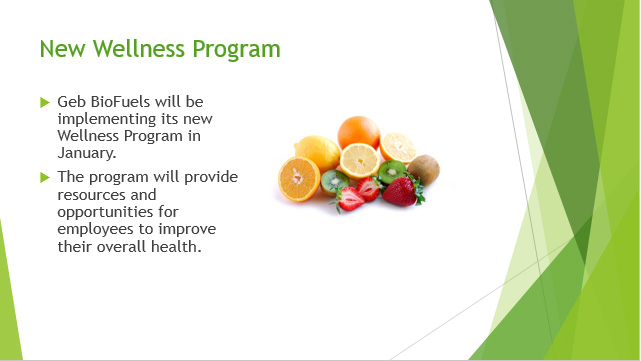 New Wellness Program
Geb BioFuels will be
implementing its new
Wellness Program in
January.
The program will provide
resources and
opportunities for
employees to improve
their overall health.